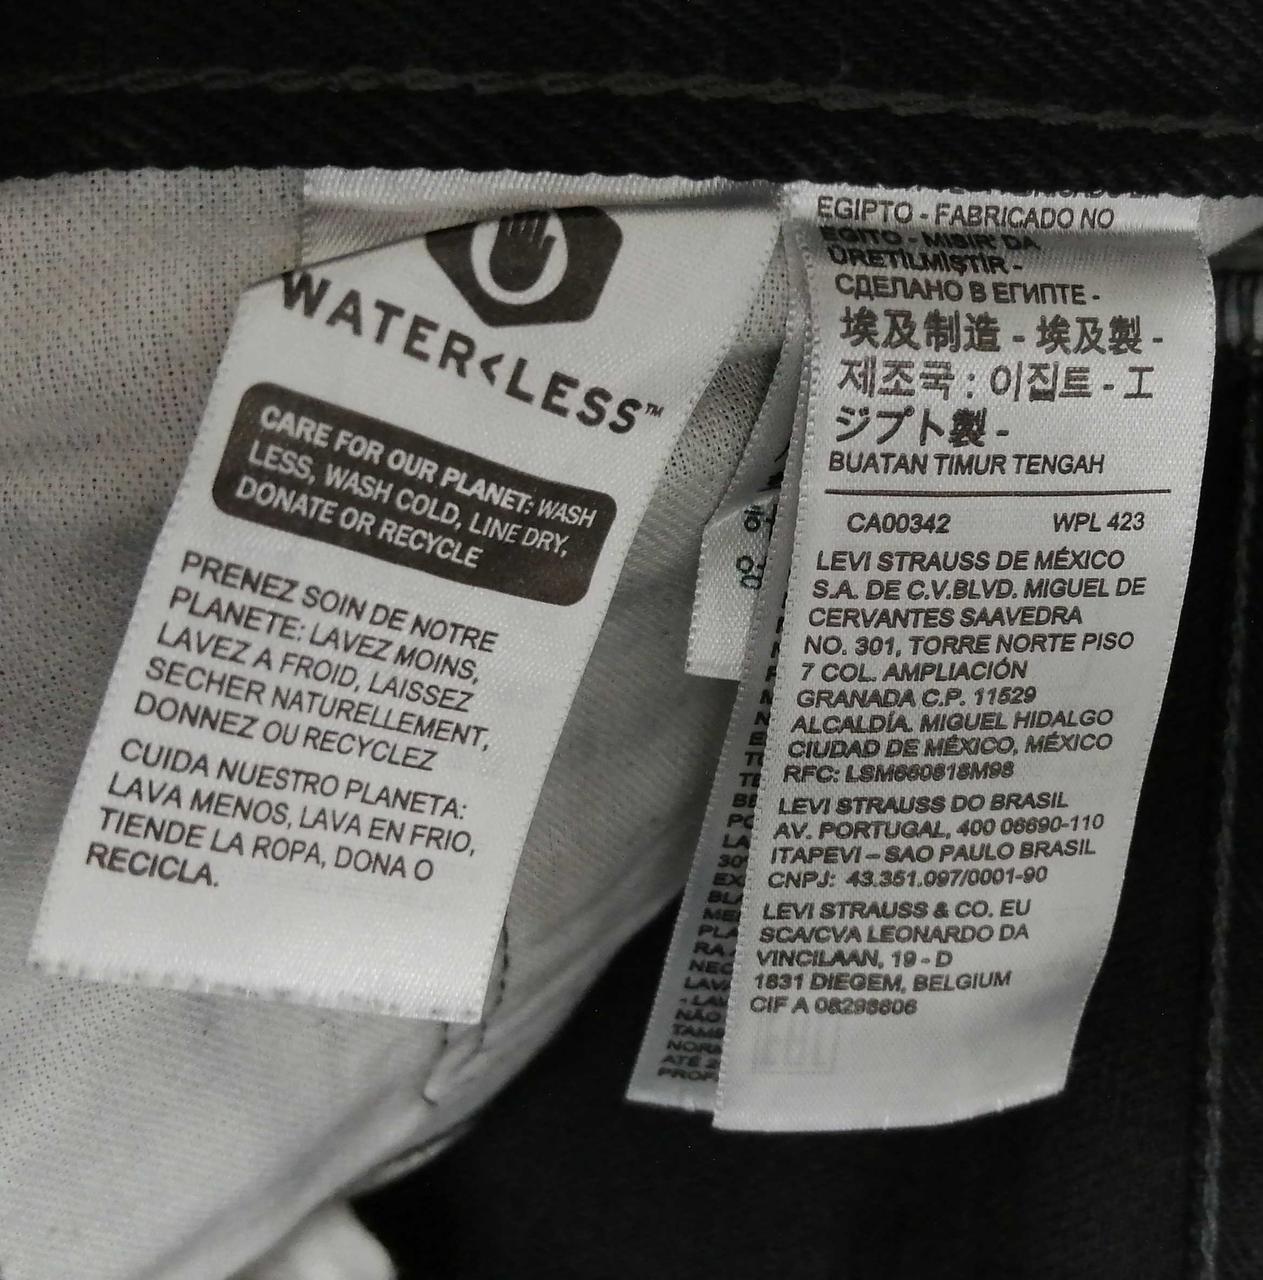 WATER<LESS™
CARE FOR OUR PLANET: WASH
LESS, WASH COLD, LINE DRY,
DONATE OR RECYCLE
PRENEZ SOIN DE NOTRE
PLANETE: LAVEZ MOINS,
LAVEZ A FROID, LAISSEZ
SECHER NATURELLEMENT,
DONNEZ OU RECYCLEZ
CUIDA NUESTRO PLANETA:
LAVA MENOS, LAVA EN FRIO,
TIENDE LA ROPA, DONA O
RECICLA.
EGIPTO - FABRICADO NO
EGITO - MISIR' DA
ÜRETİLMİŞTİR -
СДЕЛАНО В ЕГИПТЕ -
埃及制造 - 埃及製 -
제조국 : 이집트 - エ
ジプト製 -
BUATAN TIMUR TENGAH
CA00342 WPL 423
LEVI STRAUSS DE MÉXICO
S.A. DE C.V.BLVD. MIGUEL DE
CERVANTES SAAVEDRA
NO. 301, TORRE NORTE PISO
7 COL. AMPLIACIÓN
GRANADA C.P. 11529
ALCALDÍA. MIGUEL HIDALGO
CIUDAD DE MÉXICO, MÉXICO
RFC: LSM660818M98
LEVI STRAUSS DO BRASIL
AV. PORTUGAL, 400 06690-110
ITAPEVI – SAO PAULO BRASIL
CNPJ: 43.351.097/0001-90
LEVI STRAUSS & CO. EU
SCA/CVA LEONARDO DA
VINCILAAN, 19 - D
1831 DIEGEM, BELGIUM
CIF A 08298606